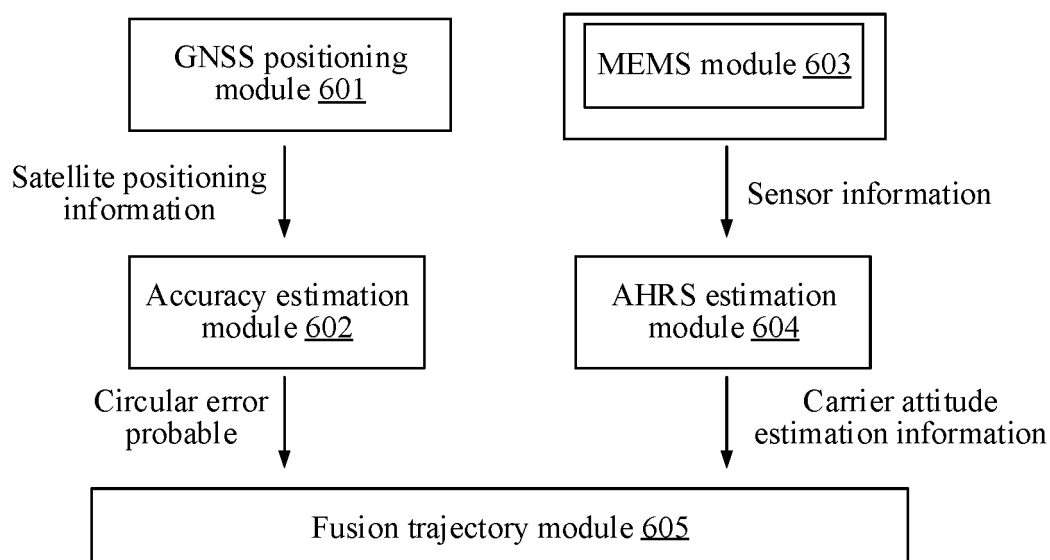 GNSS positioning
module 601
MEMS module 603
Satellite positioning
information
Sensor information
Accuracy estimation
module 602
AHRS estimation
module 604
Circular error
probable
Carrier attitude
estimation information
Fusion trajectory module 605